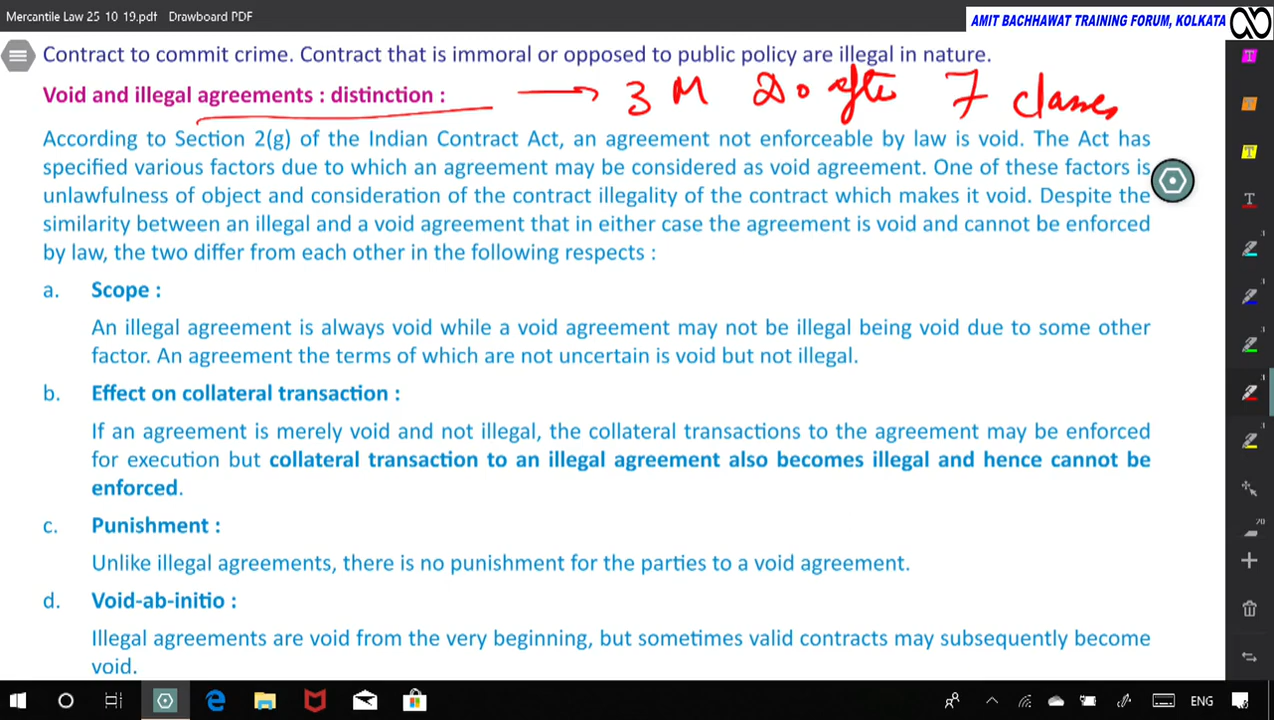 Mercantile Law 25 10 19.pdf Drawboard PDF
AMIT BACHHAWAT TRAINING FORUM, KOLKATA
Contract to commit crime. Contract that is immoral or opposed to public policy are illegal in nature.
Void and illegal agreements : distinction : 3 M Do after 7 classes
According to Section 2(g) of the Indian Contract Act, an agreement not enforceable by law is void. The Act has
specified various factors due to which an agreement may be considered as void agreement. One of these factors is
unlawfulness of object and consideration of the contract illegality of the contract which makes it void. Despite the
similarity between an illegal and a void agreement that in either case the agreement is void and cannot be enforced
by law, the two differ from each other in the following respects :
a. Scope :
An illegal agreement is always void while a void agreement may not be illegal being void due to some other
factor. An agreement the terms of which are not uncertain is void but not illegal.
b. Effect on collateral transaction :
If an agreement is merely void and not illegal, the collateral transactions to the agreement may be enforced
for execution but collateral transaction to an illegal agreement also becomes illegal and hence cannot be
enforced.
c. Punishment :
Unlike illegal agreements, there is no punishment for the parties to a void agreement.
d. Void-ab-initio :
Illegal agreements are void from the very beginning, but sometimes valid contracts may subsequently become
void.
ENG